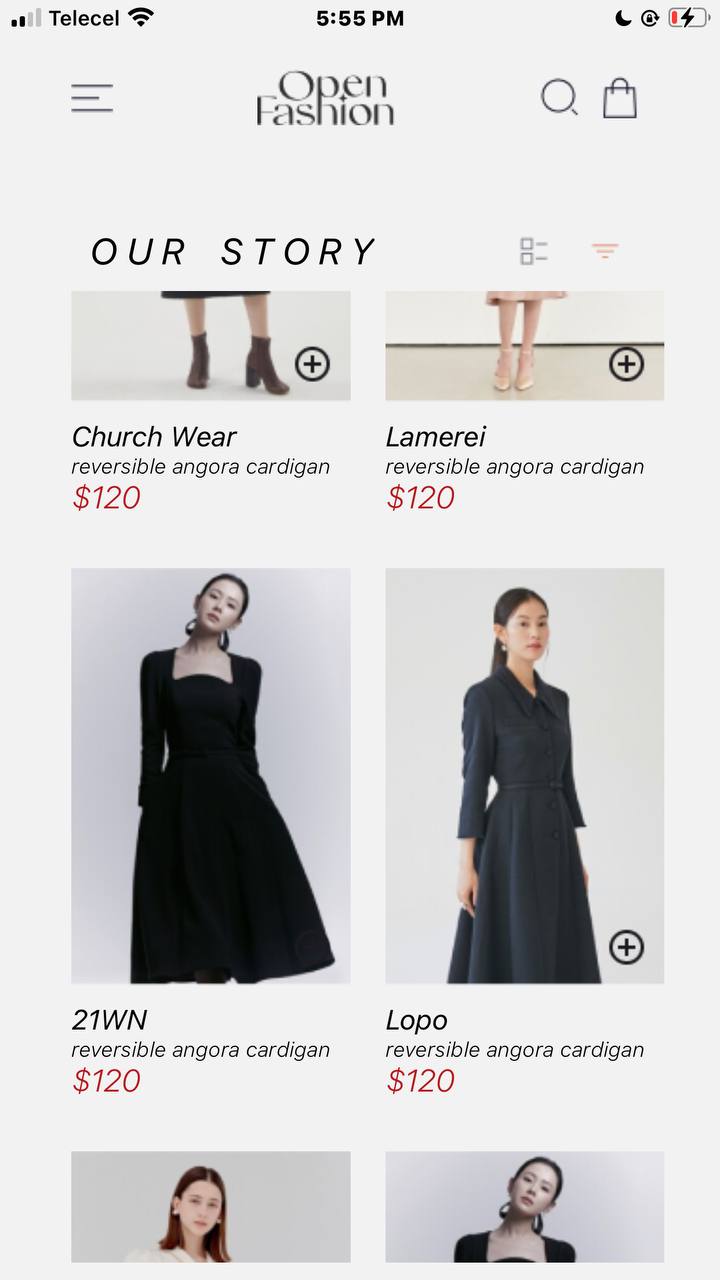 Telecel 5:55 PM
Open
Fashion
OUR STORY
Church Wear
reversible angora cardigan
$120
Lamerei
reversible angora cardigan
$120
21WN
reversible angora cardigan
$120
Lopo
reversible angora cardigan
$120